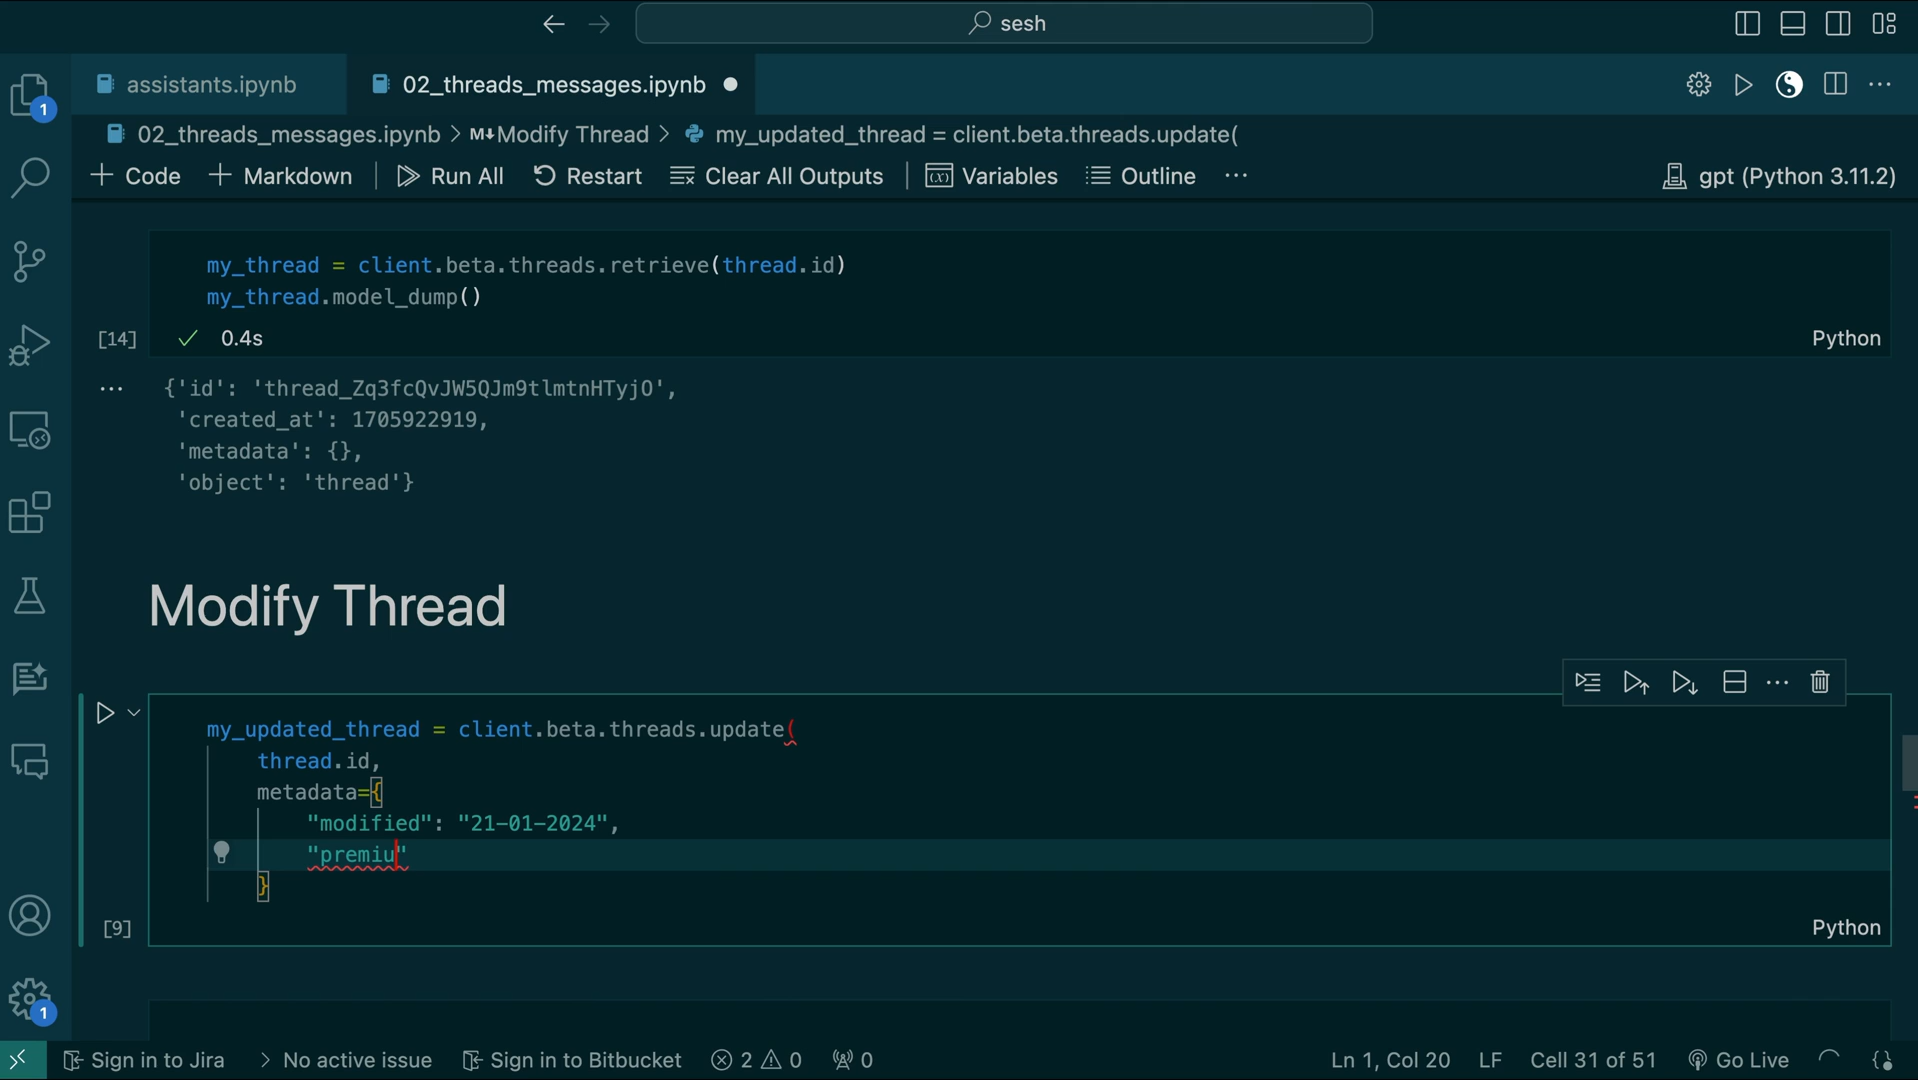 sesh
assistants.ipynb
02_threads_messages.ipynb
1
02_threads_messages.ipynb > M↓Modify Thread > my_updated_thread = client.beta.threads.update(
+ Code + Markdown | Run All Restart Clear All Outputs | Variables Outline ··· gpt (Python 3.11.2)
my_thread = client.beta.threads.retrieve(thread.id)
my_thread.model_dump()
[14] ✓ 0.4s Python
··· {'id': 'thread_Zq3fcQvJW5QJm9tlmtnHTyjO',
'created_at': 1705922919,
'metadata': {},
'object': 'thread'}
Modify Thread
my_updated_thread = client.beta.threads.update(
thread.id,
metadata={
"modified": "21-01-2024",
"premiu"
}
[9] Python
1
Sign in to Jira > No active issue Sign in to Bitbucket 2 0 0 Ln 1, Col 20 LF Cell 31 of 51 Go Live